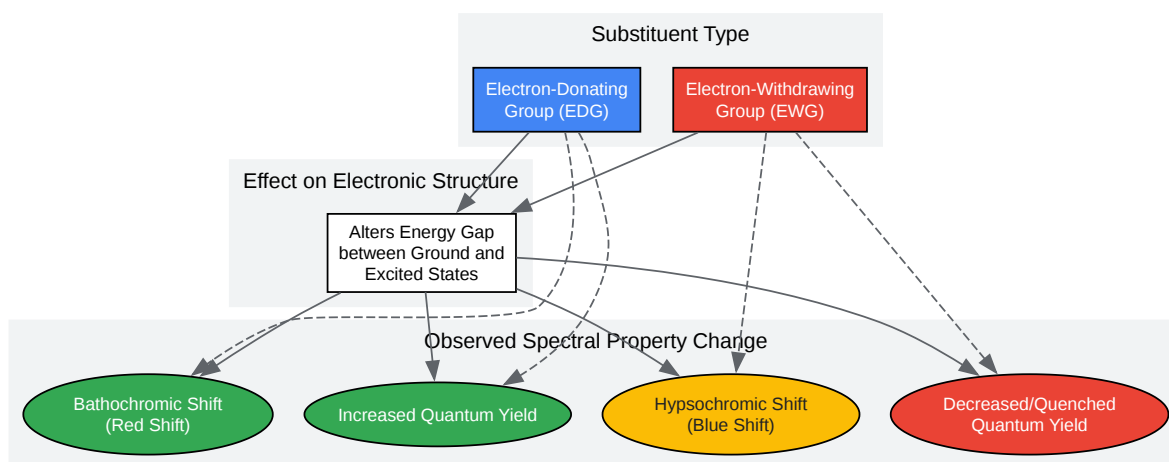 Substituent Type
Electron-Donating
Group (EDG)
Electron-Withdrawing
Group (EWG)
Effect on Electronic Structure
Alters Energy Gap
between Ground and
Excited States
Observed Spectral Property Change
Bathochromic Shift
(Red Shift)
Increased Quantum Yield
Hypsochromic Shift
(Blue Shift)
Decreased/Quenched
Quantum Yield